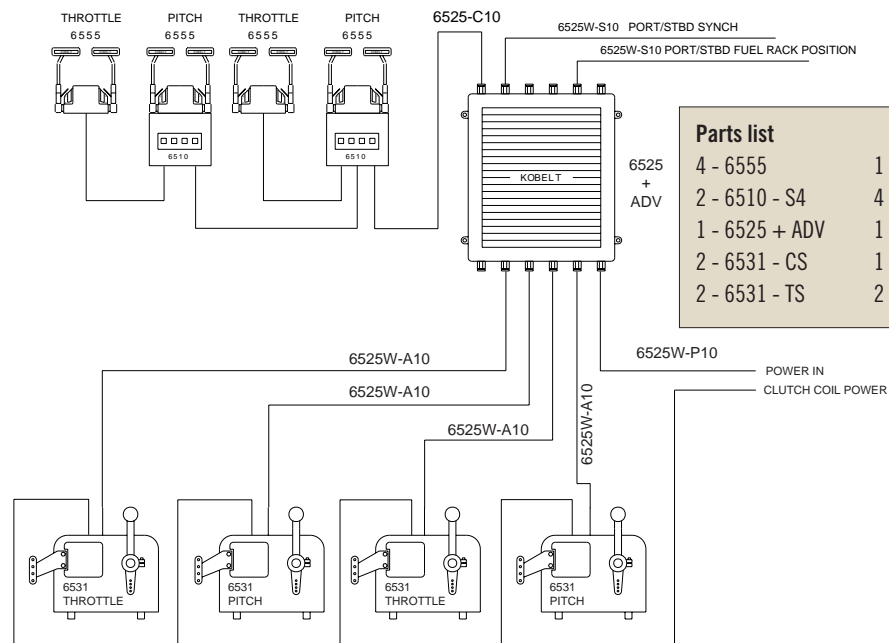 THROTTLE PITCH THROTTLE PITCH
6555 6555 6555 6555
6510 6510
6525-C10
6525W-S10 PORT/STBD SYNCH
6525W-S10 PORT/STBD FUEL RACK POSITION
KOBELT
6525
+
ADV
Parts list
4 - 6555 1
2 - 6510 - S4 4
1 - 6525 + ADV 1
2 - 6531 - CS 1
2 - 6531 - TS 2
6525W-A10
6525W-A10
6525W-A10
6525W-A10
6525W-P10
POWER IN
CLUTCH COIL POWER
6531
THROTTLE
6531
PITCH
6531
THROTTLE
6531
PITCH